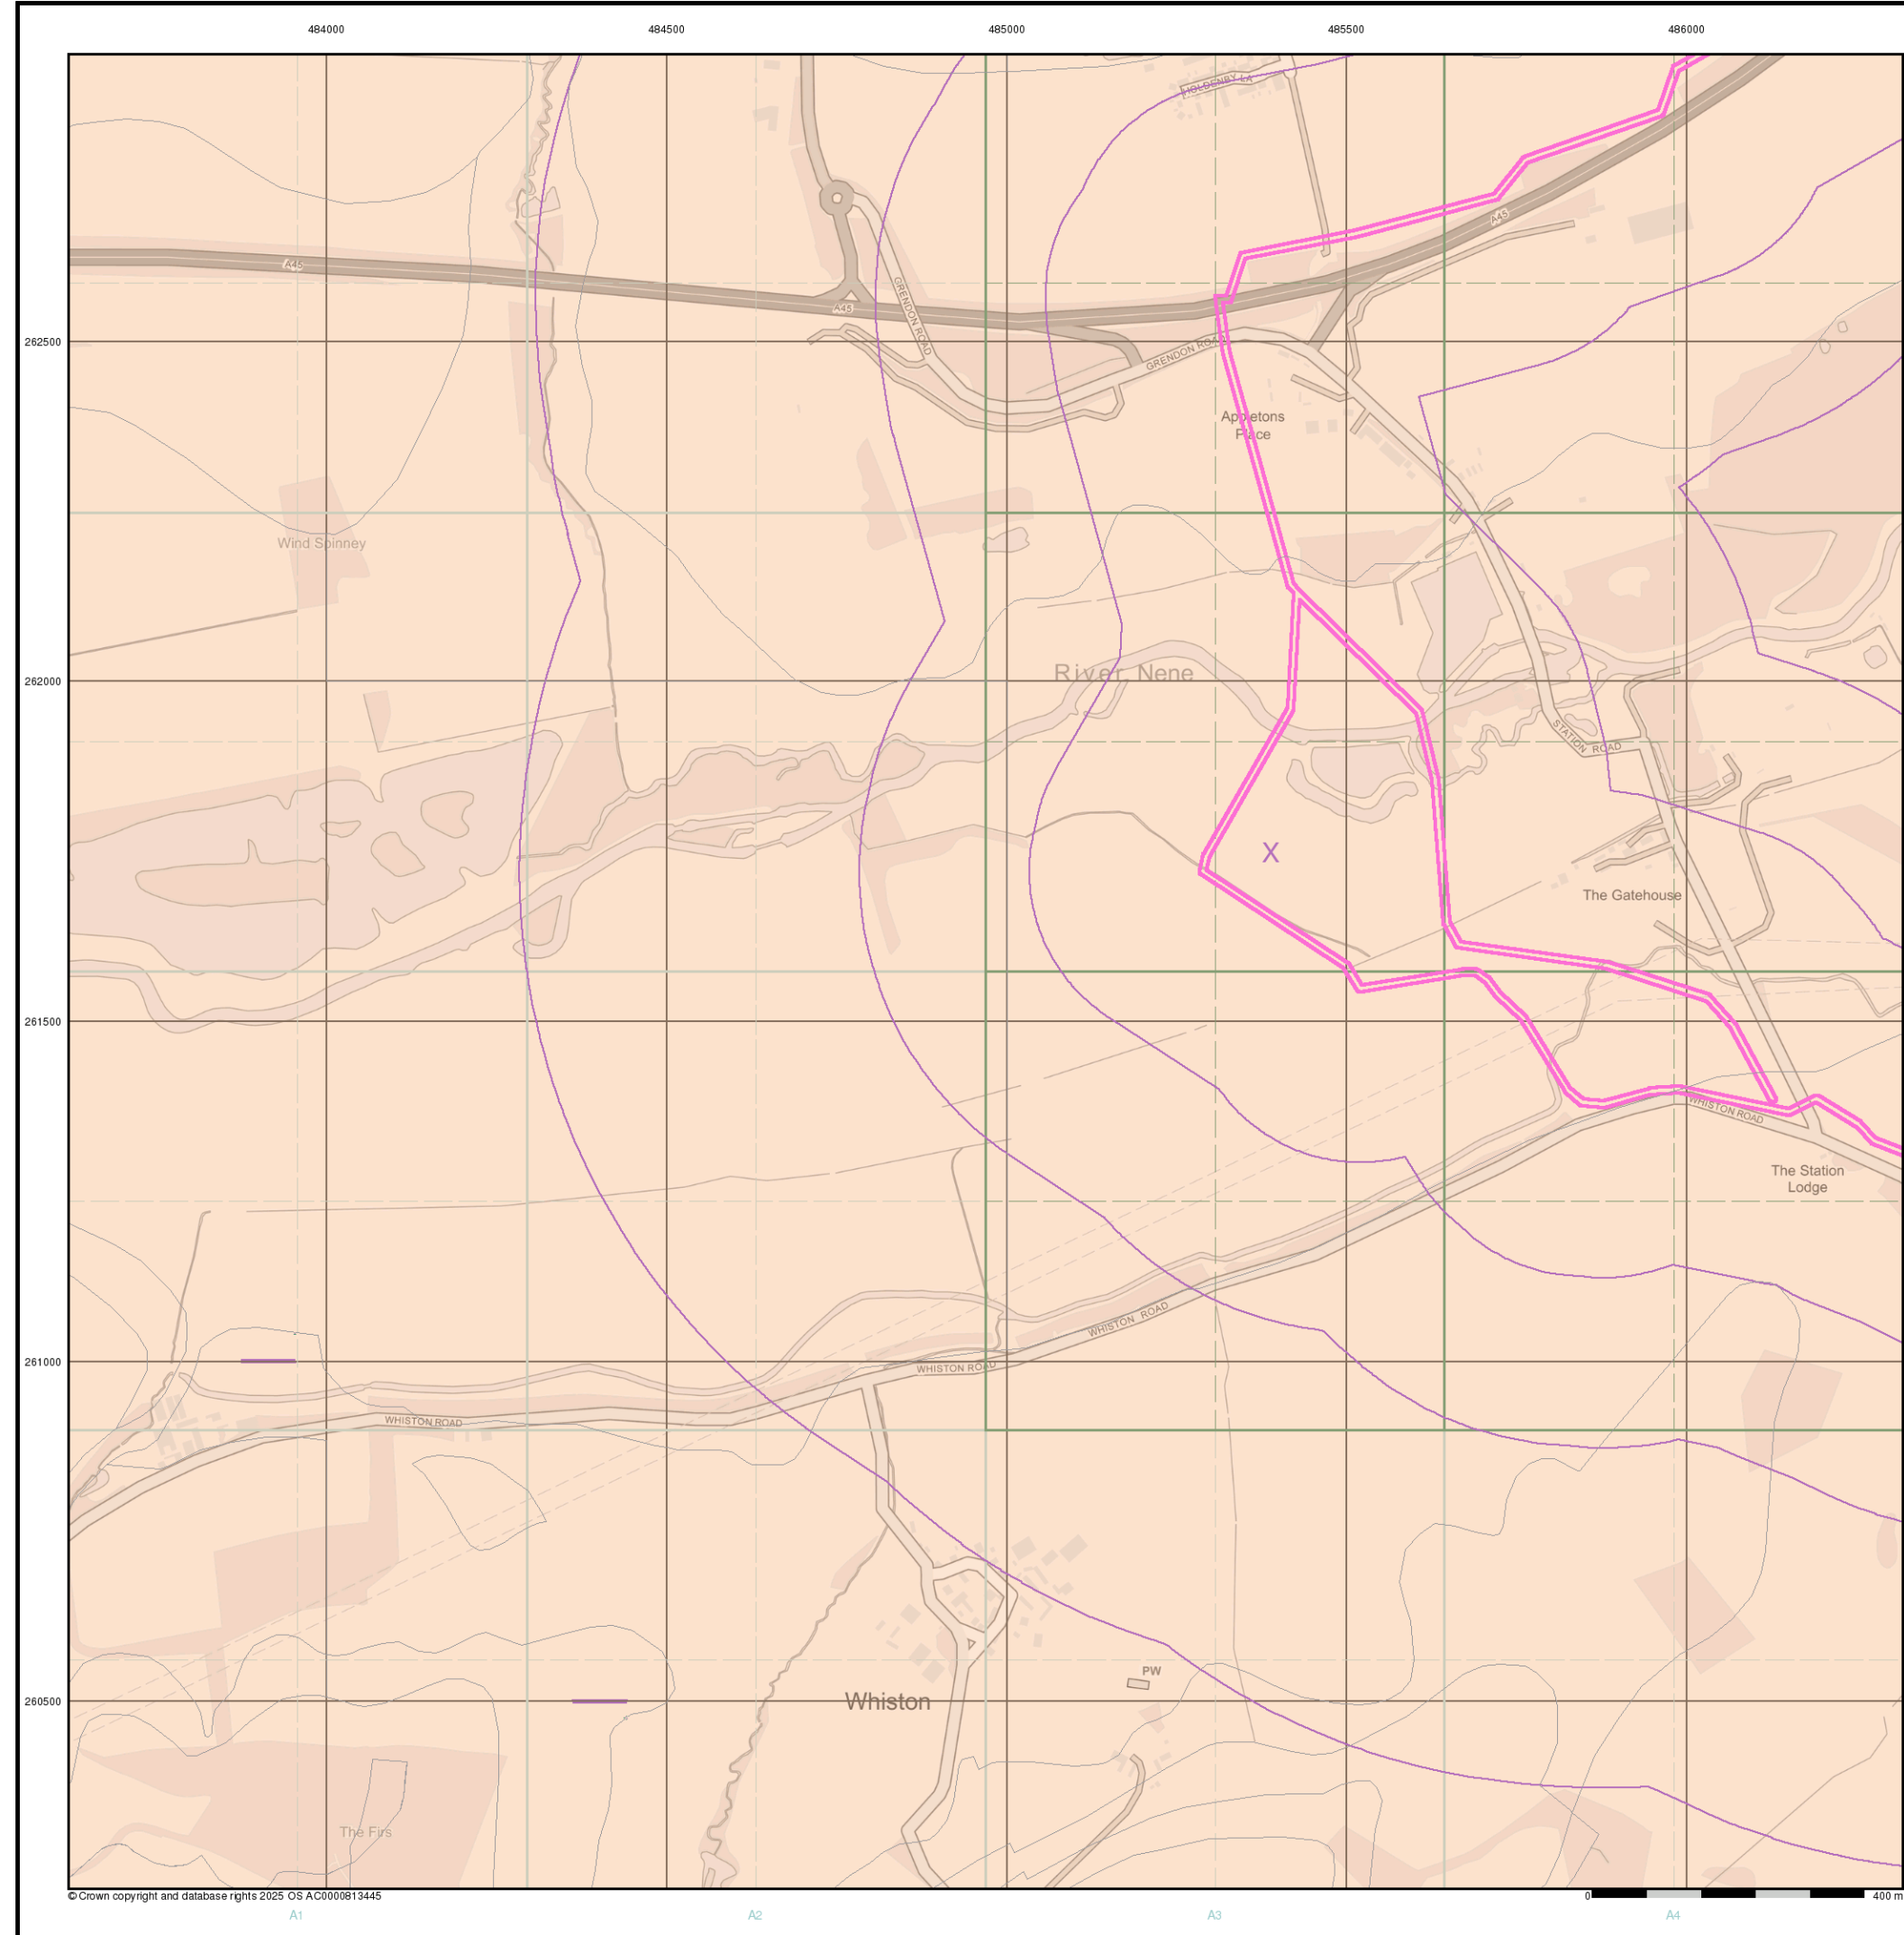 484000 484500 485000 485500 486000
HOLDENBY LA
A45
A45
A45
GRENDON ROAD
262500
GRENDON ROAD
Appletons
Place
Wind Spinney
262000
River Nene
STATION ROAD
X
The Gatehouse
261500
WHISTON ROAD
The Station
Lodge
WHISTON ROAD
261000
WHISTON ROAD
WHISTON ROAD
PW
260500
Whiston
The Firs
© Crown copyright and database rights 2025 OS AC0000813445
0 400 m
A1 A2 A3 A4